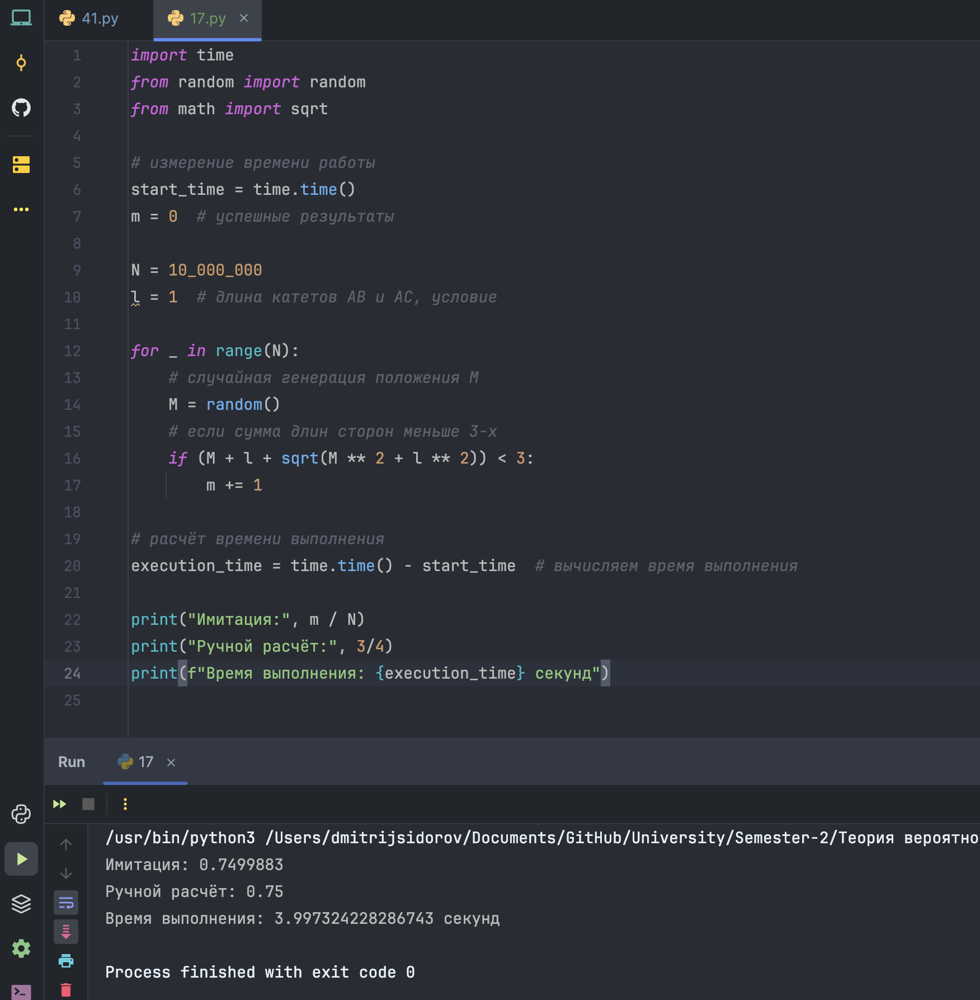 41.py
17.py
1 import time
2 from random import random
3 from math import sqrt
4
5 # измерение времени работы
6 start_time = time.time()
7 m = 0  # успешные результаты
8
9 N = 10_000_000
10 l = 1  # длина катетов AB и AC, условие
11
12 for _ in range(N):
13     # случайная генерация положения M
14     M = random()
15     # если сумма длин сторон меньше 3-х
16     if (M + l + sqrt(M ** 2 + l ** 2)) < 3:
17         m += 1
18
19 # расчёт времени выполнения
20 execution_time = time.time() - start_time  # вычисляем время выполнения
21
22 print("Имитация:", m / N)
23 print("Ручной расчёт:", 3/4)
24 print(f"Время выполнения: {execution_time} секунд")
25
Run
17
/usr/bin/python3 /Users/dmitrijsidorov/Documents/GitHub/University/Semester-2/Теория вероятно
Имитация: 0.7499883
Ручной расчёт: 0.75
Время выполнения: 3.997324228286743 секунд
Process finished with exit code 0